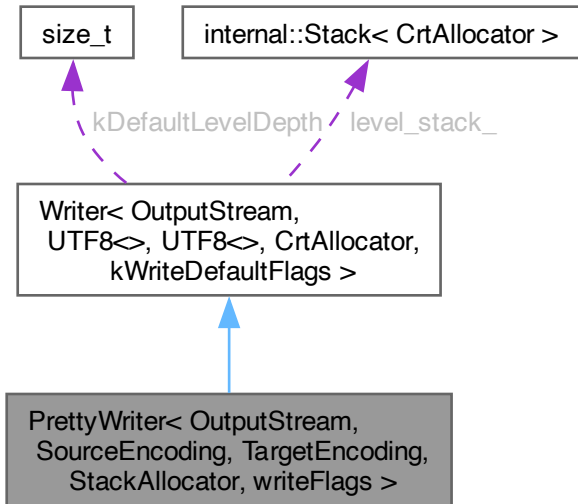 size_t
internal::Stack< CrtAllocator >
kDefaultLevelDepth
level_stack_
Writer< OutputStream,
UTF8<>, UTF8<>, CrtAllocator,
kWriteDefaultFlags >
PrettyWriter< OutputStream,
SourceEncoding, TargetEncoding,
StackAllocator, writeFlags >